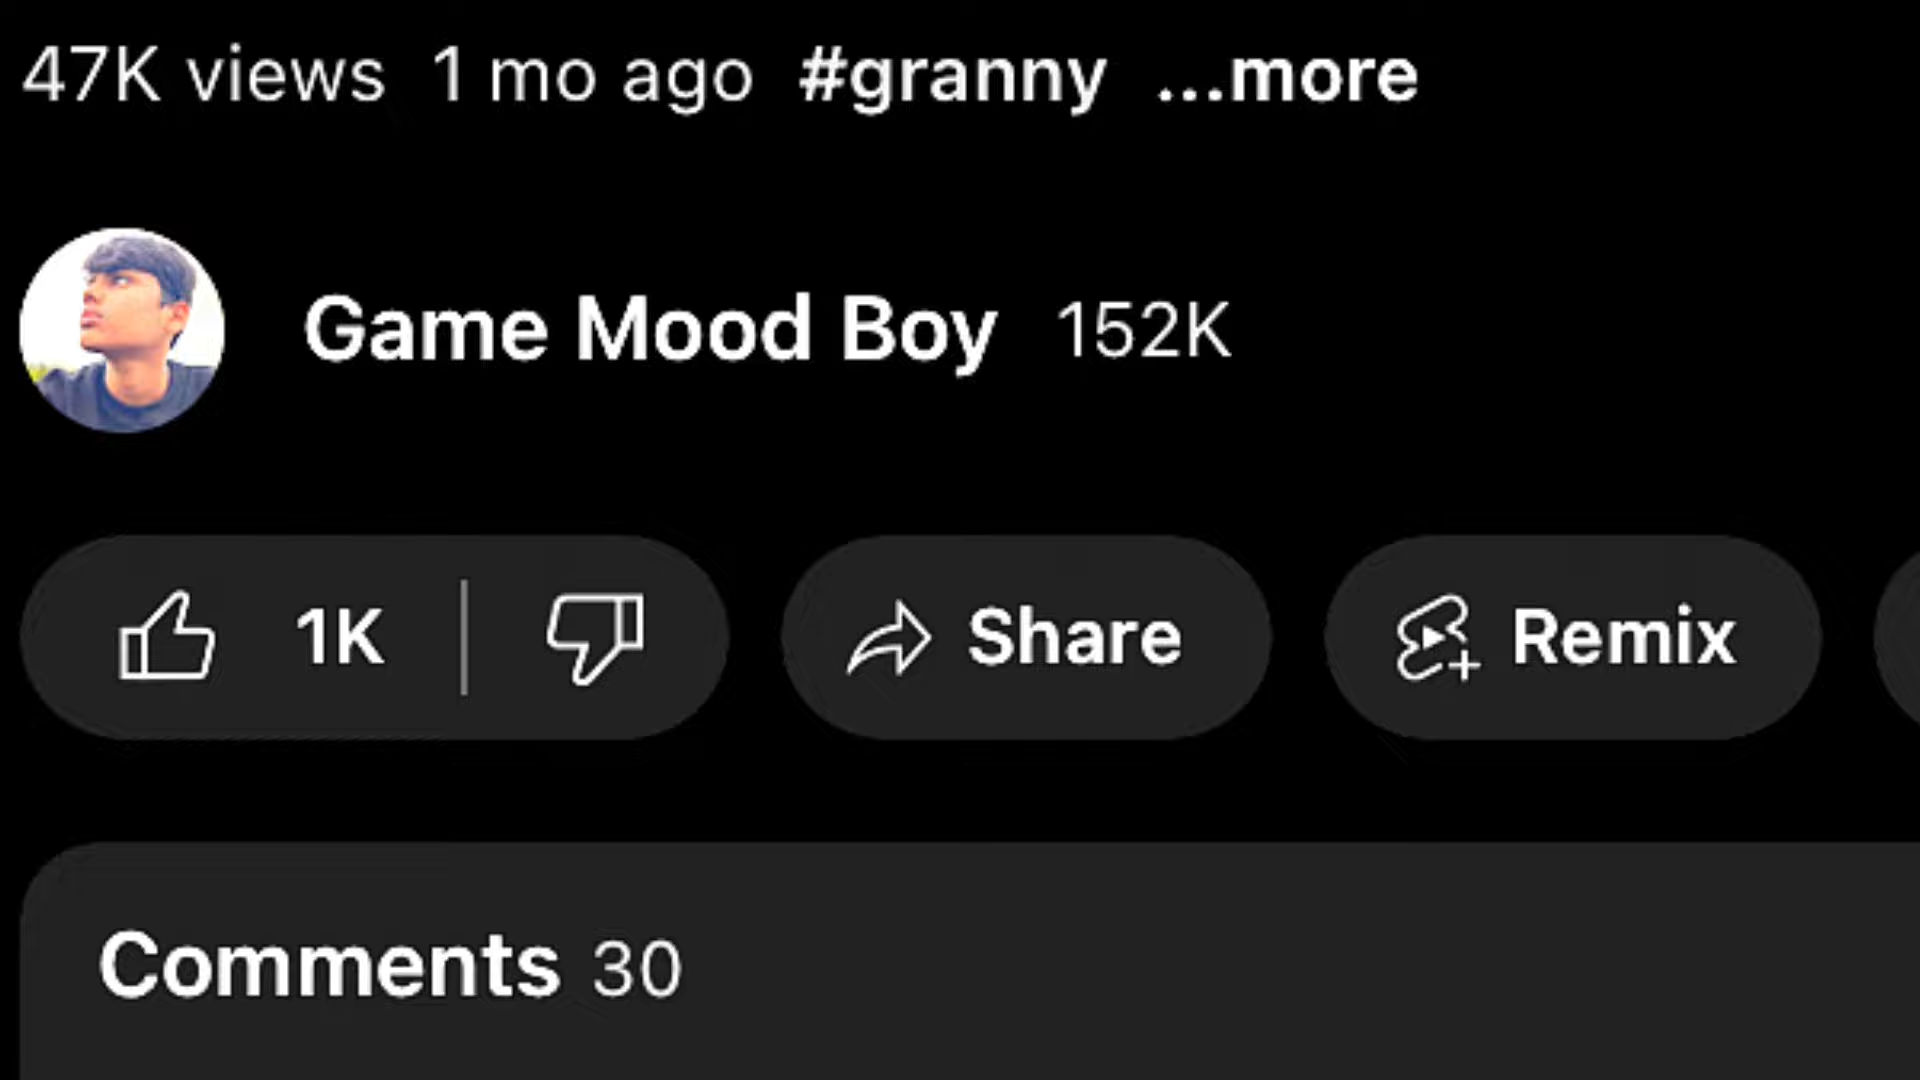 47K views 1 mo ago #granny ...more
Game Mood Boy 152K
1K Share Remix
Comments 30